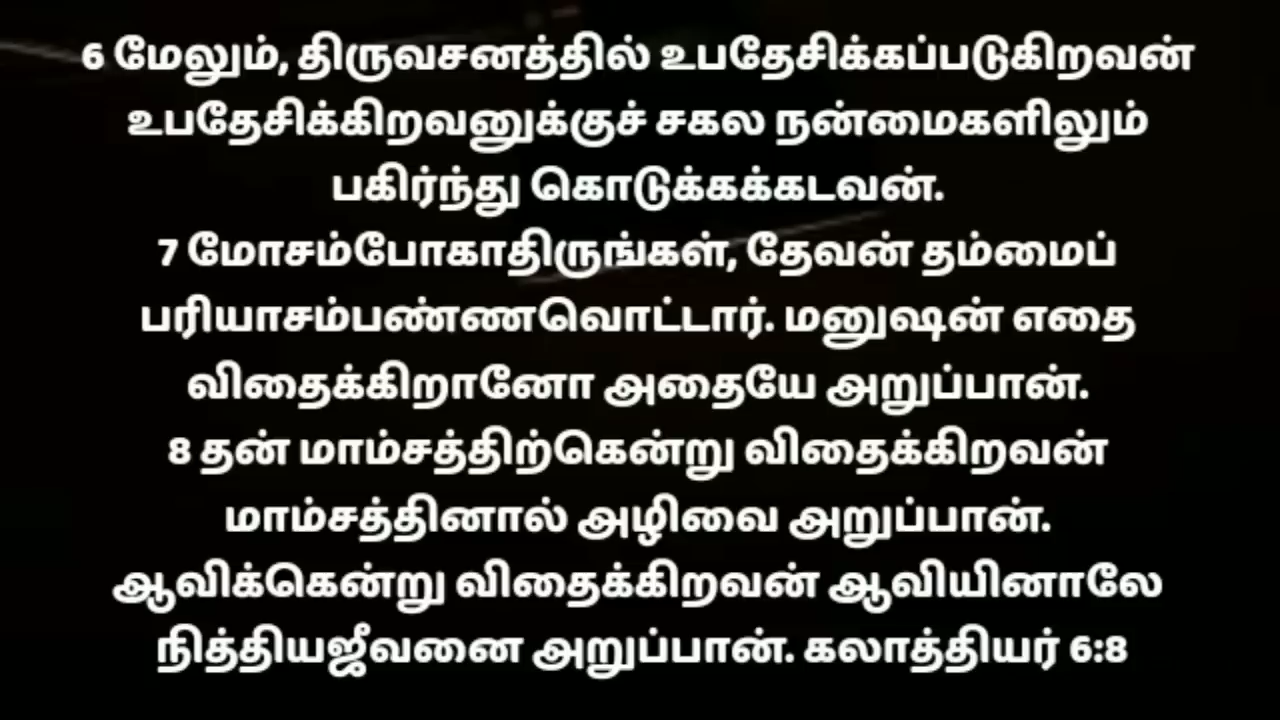 6 மேலும், திருவசனத்தில் உபதேசிக்கப்படுகிறவன்
உபதேசிக்கிறவனுக்குச் சகல நன்மைகளிலும்
பகிர்ந்து கொடுக்கக்கடவன்.
7 மோசம்போகாதிருங்கள், தேவன் தம்மைப்
பரியாசம்பண்ணவொட்டார். மனுஷன் எதை
விதைக்கிறானோ அதையே அறுப்பான்.
8 தன் மாம்சத்திற்கென்று விதைக்கிறவன்
மாம்சத்தினால் அழிவை அறுப்பான்.
ஆவிக்கென்று விதைக்கிறவன் ஆவியினாலே
நித்தியஜீவனை அறுப்பான். கலாத்தியர் 6:8